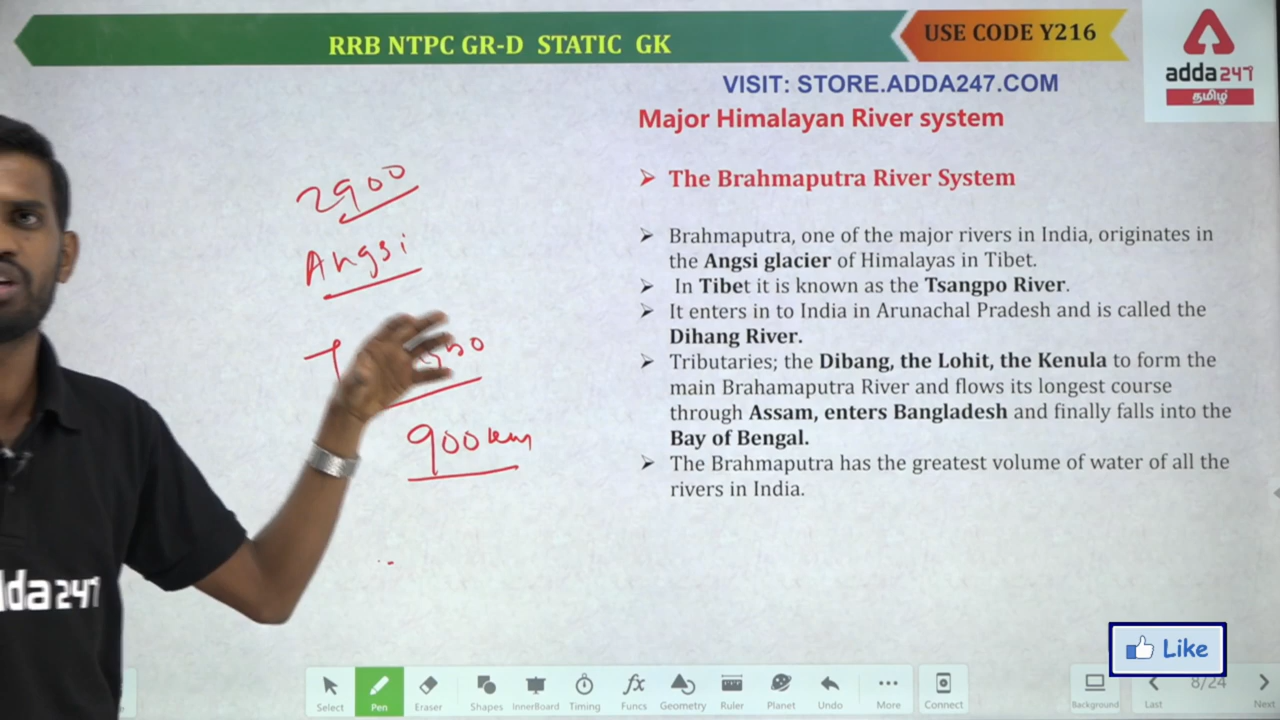 RRB NTPC GR-D STATIC GK
USE CODE Y216
adda247
தமிழ்
VISIT: STORE.ADDA247.COM
Major Himalayan River system
The Brahmaputra River System
Brahmaputra, one of the major rivers in India, originates in
the Angsi glacier of Himalayas in Tibet.
In Tibet it is known as the Tsangpo River.
It enters in to India in Arunachal Pradesh and is called the
Dihang River.
Tributaries; the Dibang, the Lohit, the Kenula to form the
main Brahamaputra River and flows its longest course
through Assam, enters Bangladesh and finally falls into the
Bay of Bengal.
The Brahmaputra has the greatest volume of water of all the
rivers in India.
2900
Angsi
900 km
Like
Select
Pen
Eraser
Shapes
InnerBoard
Timing
fx
Funcs
Geometry
Ruler
Planet
Undo
More
Connect
Background
Last
8/24
Next